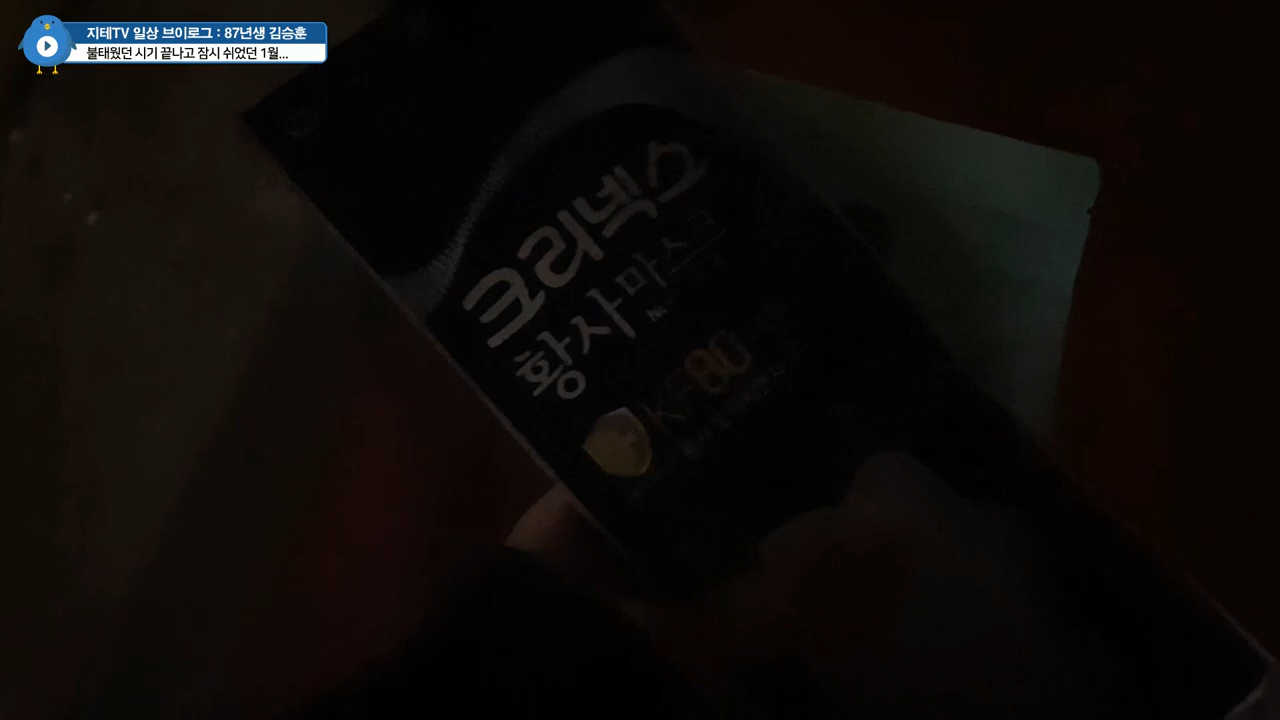 지테TV 일상 브이로그 : 87년생 김승훈
불태웠던 시기 끝나고 잠시 쉬었던 1월...
크리넥스
황사마스크
KF80